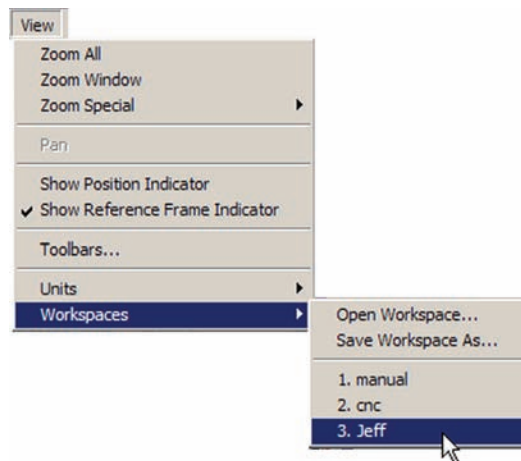 View
Zoom All
Zoom Window
Zoom Special
Pan
Show Position Indicator
Show Reference Frame Indicator
Toolbars...
Units
Workspaces
Open Workspace...
Save Workspace As...
1. manual
2. cnc
3. Jeff